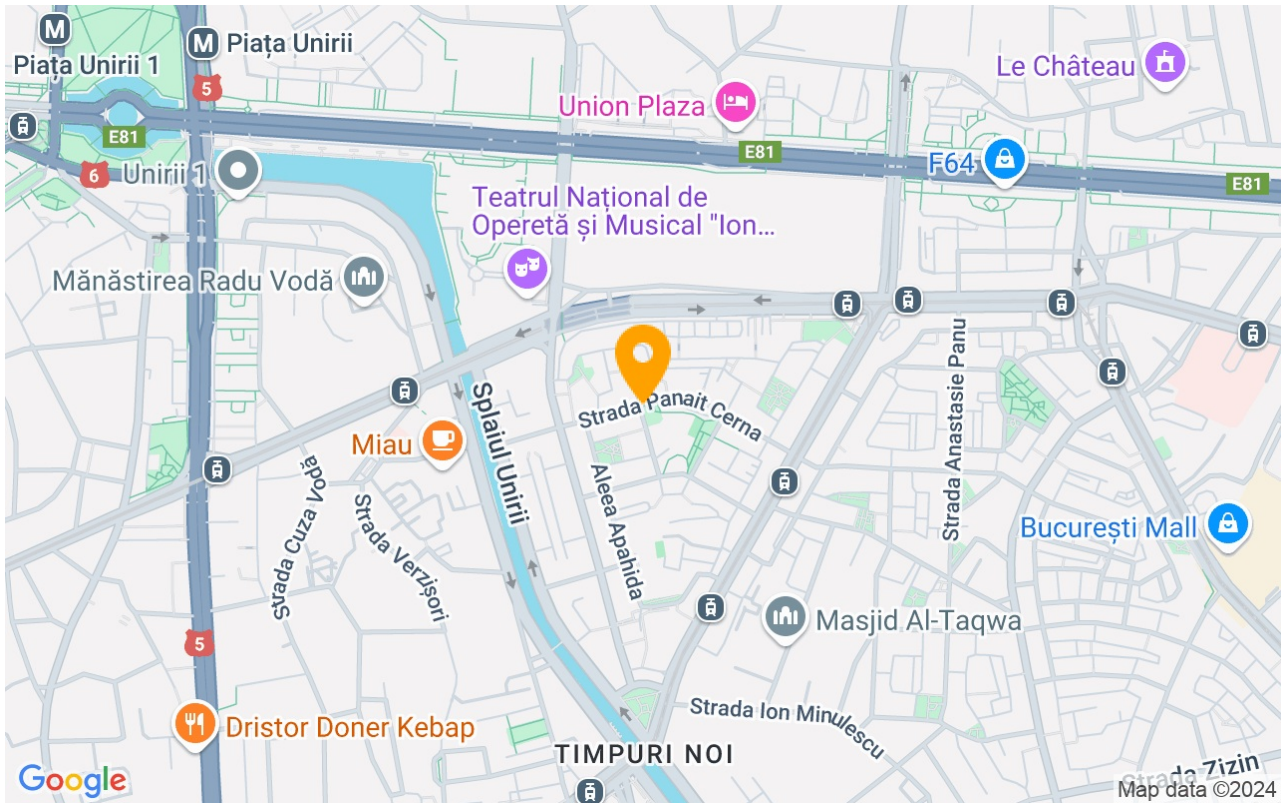 M
Piața Unirii 1
M Piața Unirii
5
E81
6
Unirii 1
Union Plaza
E81
Le Château
F64
E81
Teatrul Național de
Operetă și Musical "Ion...
Mănăstirea Radu Vodă
Strada Panait Cerna
Strada Anastasie Panu
Splaiul Unirii
Miau
Aleea Apahida
Strada Cuza Vodă
Strada Verzișori
București Mall
Masjid Al-Taqwa
5
Dristor Doner Kebap
Strada Ion Minulescu
TIMPURI NOI
Strada Zizin
Google
Map data ©2024